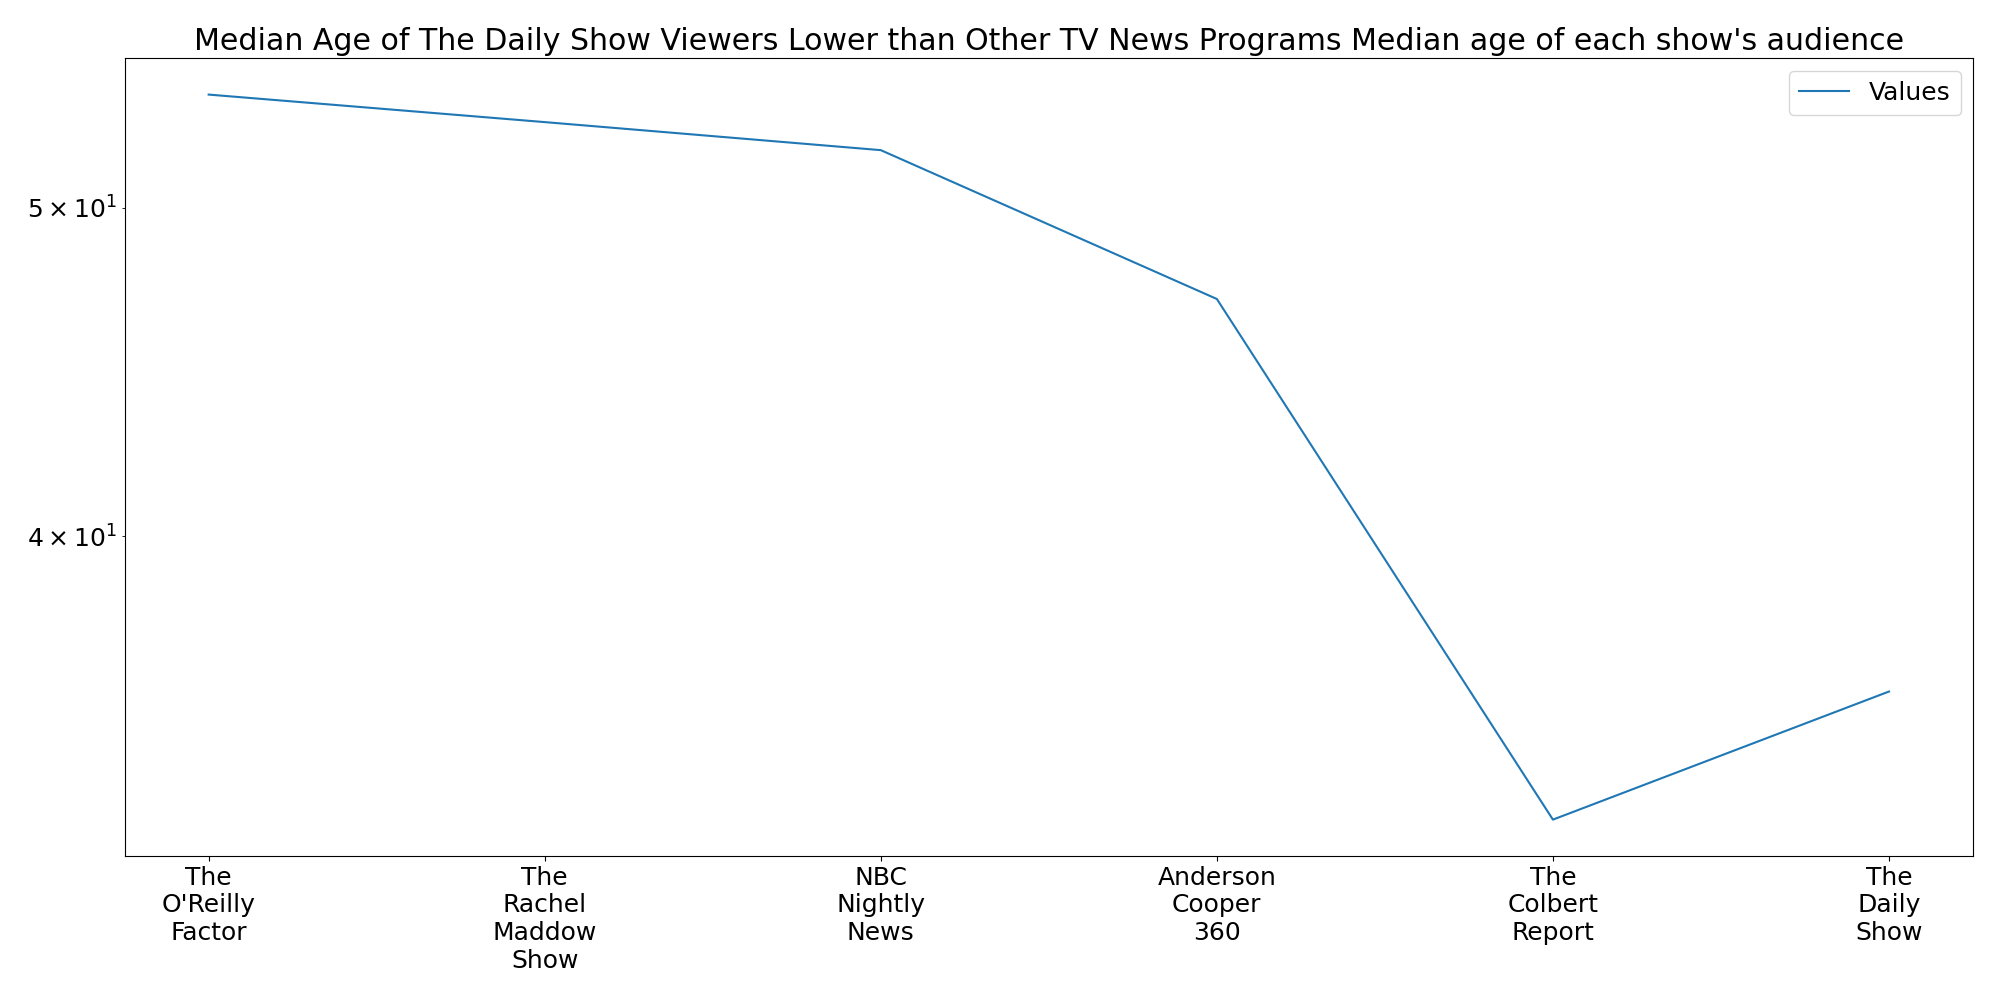 Median Age of The Daily Show Viewers Lower than Other TV News Programs Median age of each show's audience
Values
5 × 10¹
4 × 10¹
The O'Reilly Factor
The Rachel Maddow Show
NBC Nightly News
Anderson Cooper 360
The Colbert Report
The Daily Show